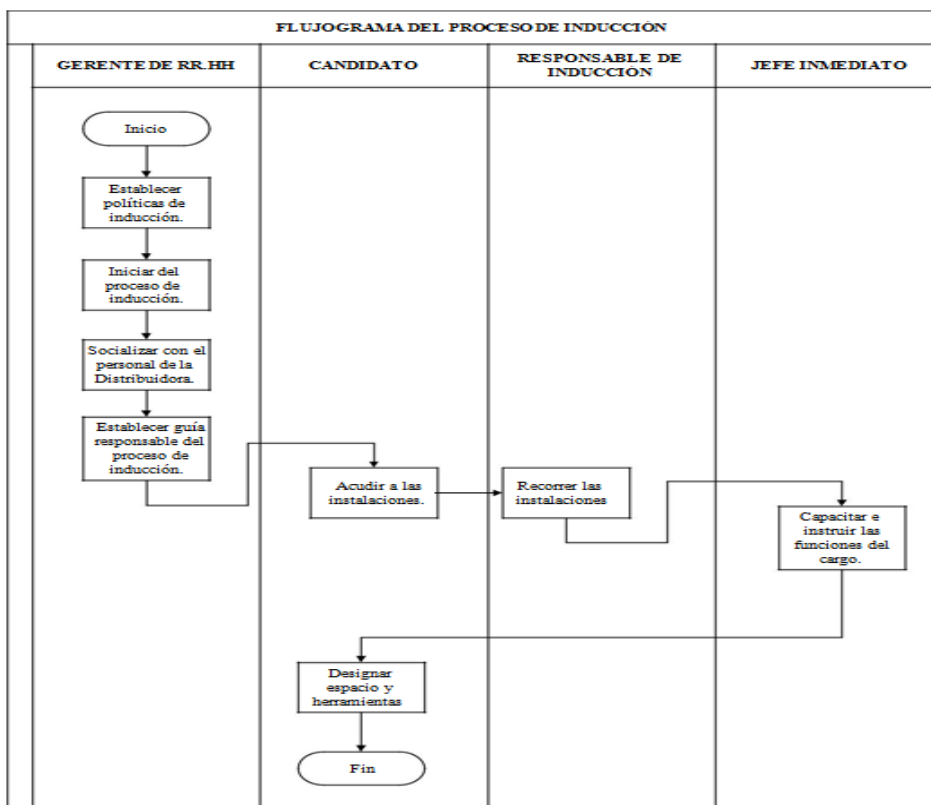 FLUJOGRAMA DEL PROCESO DE INDUCCIÓN
GERENTE DE RR.HH
CANDIDATO
RESPONSABLE DE
INDUCCIÓN
JEFE INMEDIATO
Inicio
Establecer
políticas de
inducción.
Iniciar del
proceso de
inducción.
Socializar con el
personal de la
Distribuidora.
Establecer guía
responsable del
proceso de
inducción.
Acudir a las
instalaciones.
Recorrer las
instalaciones
Capacitar e
instruir las
funciones del
cargo.
Designar
espacio y
herramientas
Fin